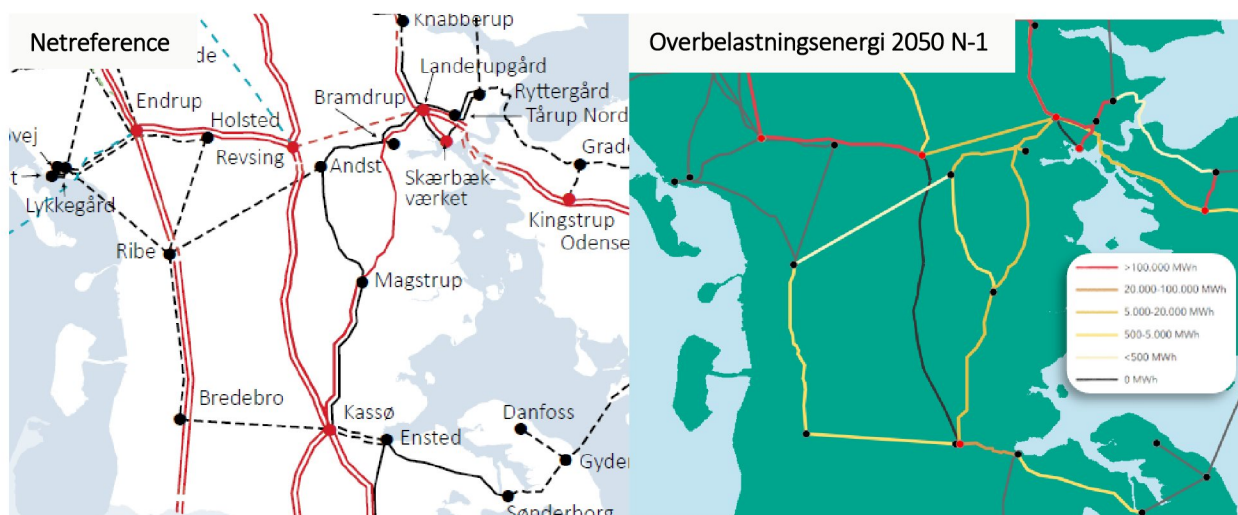 Netreference
Overbelastningsenergi 2050 N-1
Knabberup
de
Landerupgård
Endrup
Bramdrup
Ryttergård
Holsted
Tårup Nord
vej
Revsing
Andst
Grade
t
Skærbæk-
værket
Lykkegård
Kingstrup
Odense
Ribe
Magstrup
>100.000 MWh
20.000-100.000 MWh
5.000-20.000 MWh
500-5.000 MWh
<500 MWh
0 MWh
Bredebro
Kassø
Danfoss
Ensted
Gyder
Sønderborg